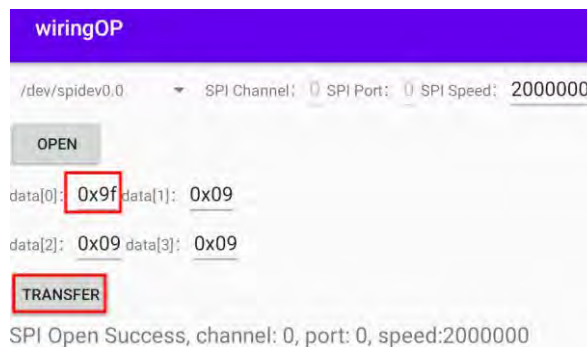 wiringOP
/dev/spidev0.0 SPI Channel: 0 SPI Port: 0 SPI Speed: 2000000
OPEN
data[0]: 0x9f data[1]: 0x09
data[2]: 0x09 data[3]: 0x09
TRANSFER
SPI Open Success, channel: 0, port: 0, speed:2000000